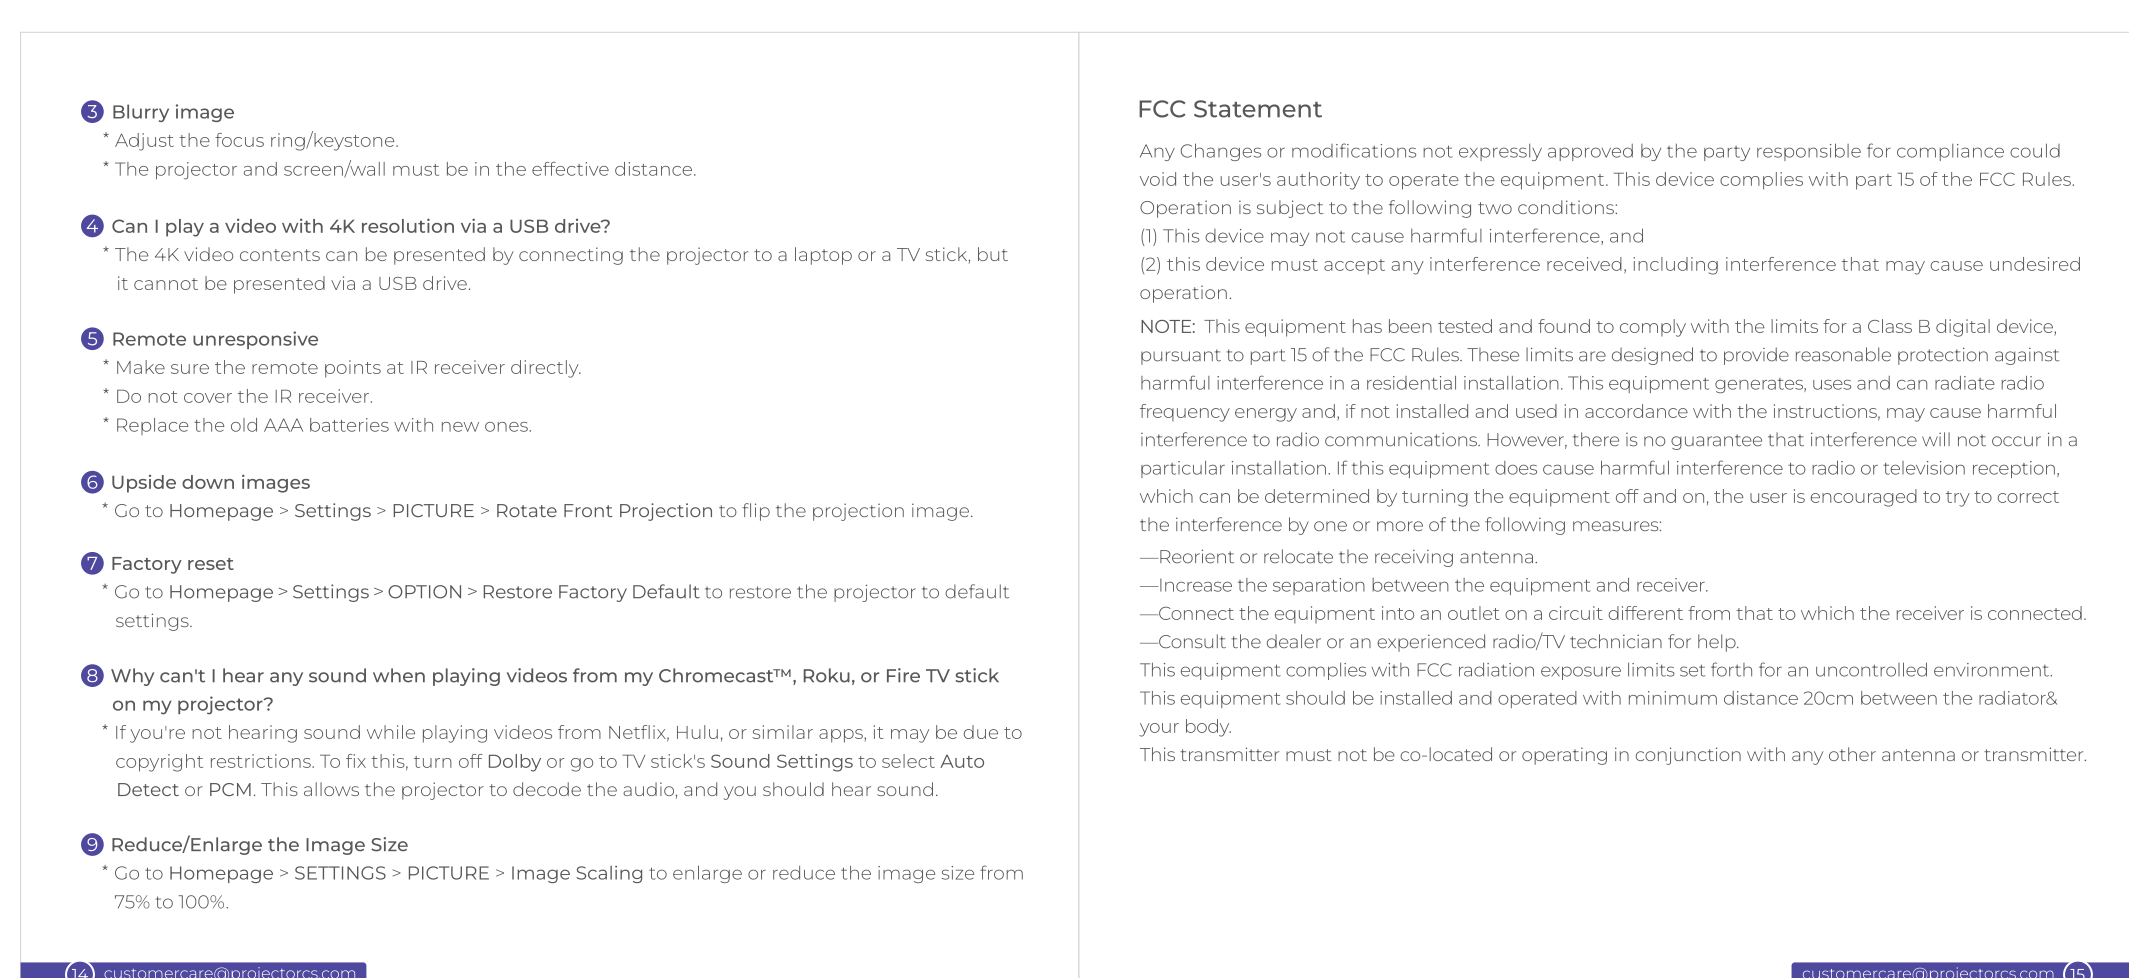 3 Blurry image
* Adjust the focus ring/keystone.
* The projector and screen/wall must be in the effective distance.
4 Can I play a video with 4K resolution via a USB drive?
* The 4K video contents can be presented by connecting the projector to a laptop or a TV stick, but
it cannot be presented via a USB drive.
5 Remote unresponsive
* Make sure the remote points at IR receiver directly.
* Do not cover the IR receiver.
* Replace the old AAA batteries with new ones.
6 Upside down images
* Go to Homepage > Settings > PICTURE > Rotate Front Projection to flip the projection image.
7 Factory reset
* Go to Homepage > Settings > OPTION > Restore Factory Default to restore the projector to default
settings.
8 Why can't I hear any sound when playing videos from my Chromecast™, Roku, or Fire TV stick
on my projector?
* If you're not hearing sound while playing videos from Netflix, Hulu, or similar apps, it may be due to
copyright restrictions. To fix this, turn off Dolby or go to TV stick's Sound Settings to select Auto
Detect or PCM. This allows the projector to decode the audio, and you should hear sound.
9 Reduce/Enlarge the Image Size
* Go to Homepage > SETTINGS > PICTURE > Image Scaling to enlarge or reduce the image size from
75% to 100%.
14 customercare@projectorcs.com
FCC Statement
Any Changes or modifications not expressly approved by the party responsible for compliance could
void the user's authority to operate the equipment. This device complies with part 15 of the FCC Rules.
Operation is subject to the following two conditions:
(1) This device may not cause harmful interference, and
(2) this device must accept any interference received, including interference that may cause undesired
operation.
NOTE: This equipment has been tested and found to comply with the limits for a Class B digital device,
pursuant to part 15 of the FCC Rules. These limits are designed to provide reasonable protection against
harmful interference in a residential installation. This equipment generates, uses and can radiate radio
frequency energy and, if not installed and used in accordance with the instructions, may cause harmful
interference to radio communications. However, there is no guarantee that interference will not occur in a
particular installation. If this equipment does cause harmful interference to radio or television reception,
which can be determined by turning the equipment off and on, the user is encouraged to try to correct
the interference by one or more of the following measures:
—Reorient or relocate the receiving antenna.
—Increase the separation between the equipment and receiver.
—Connect the equipment into an outlet on a circuit different from that to which the receiver is connected.
—Consult the dealer or an experienced radio/TV technician for help.
This equipment complies with FCC radiation exposure limits set forth for an uncontrolled environment.
This equipment should be installed and operated with minimum distance 20cm between the radiator&
your body.
This transmitter must not be co-located or operating in conjunction with any other antenna or transmitter.
customercare@projectorcs.com 15